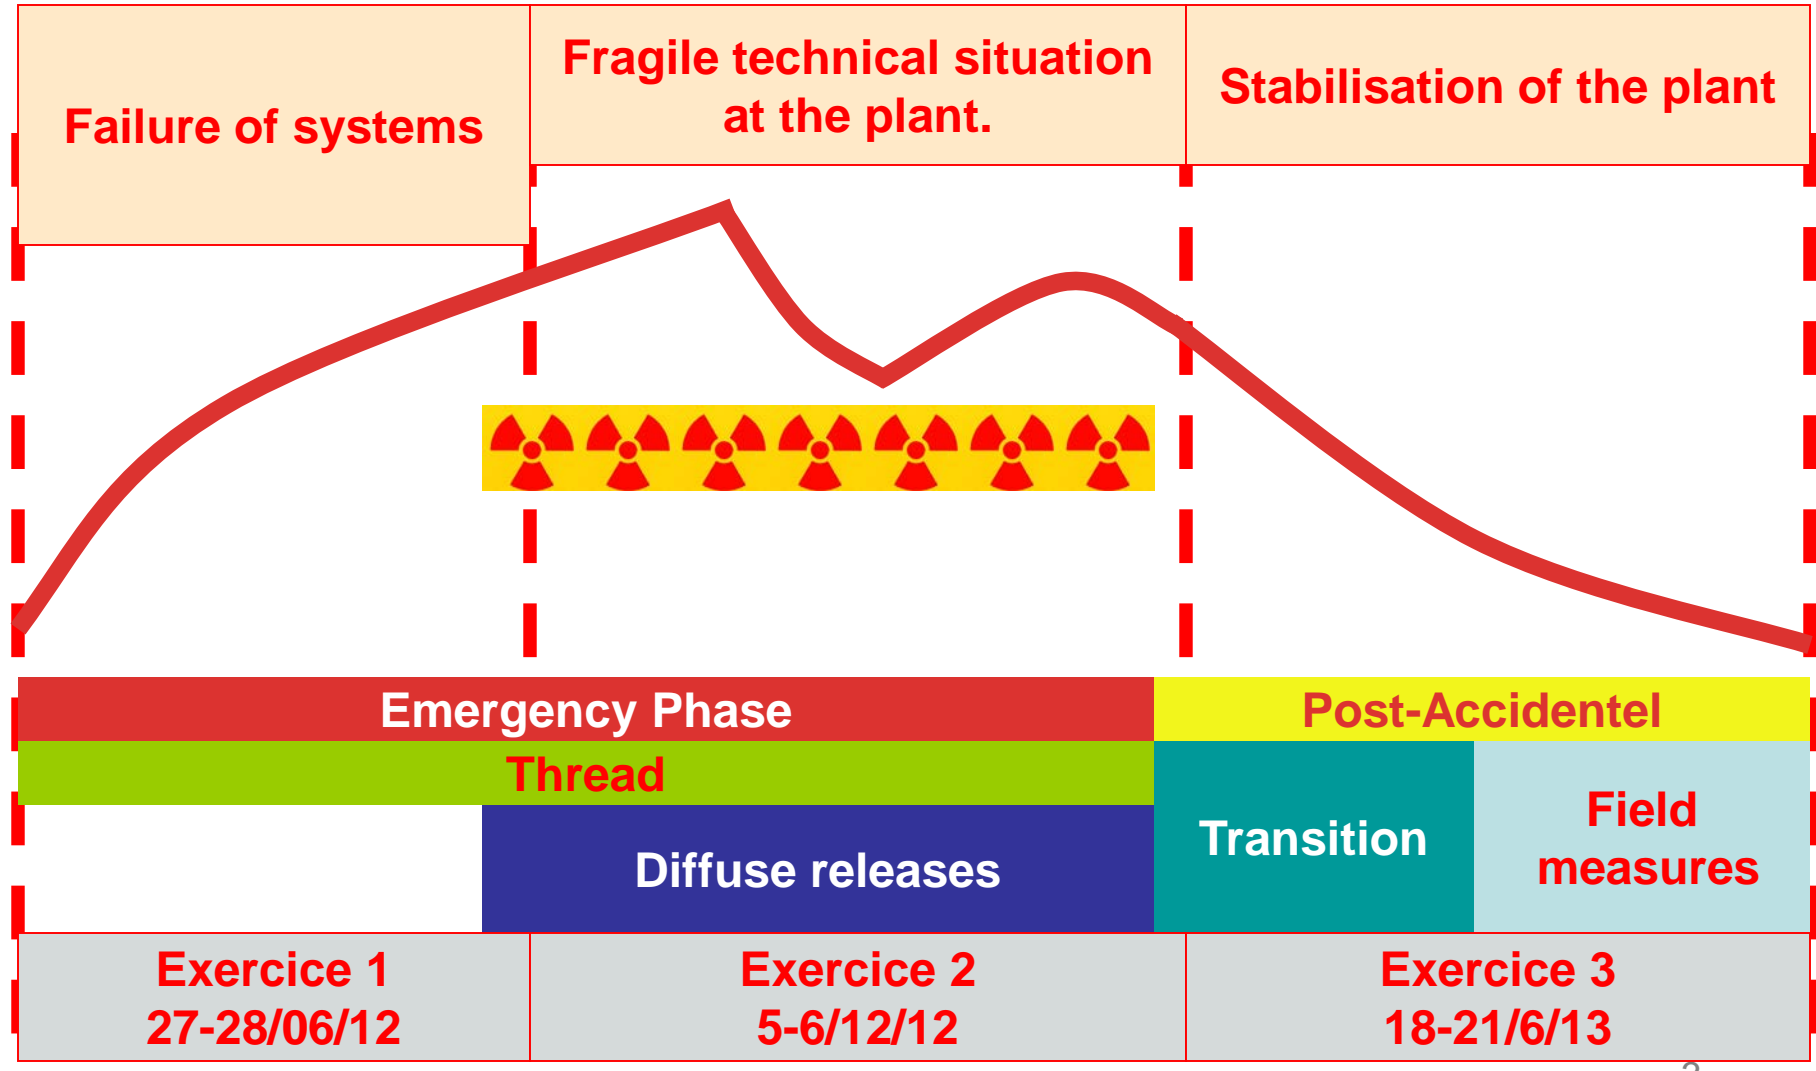 Failure of systems
Fragile technical situation
at the plant.
Stabilisation of the plant
Emergency Phase
Post-Accidentel
Thread
Diffuse releases
Transition
Field
measures
Exercice 1
27-28/06/12
Exercice 2
5-6/12/12
Exercice 3
18-21/6/13